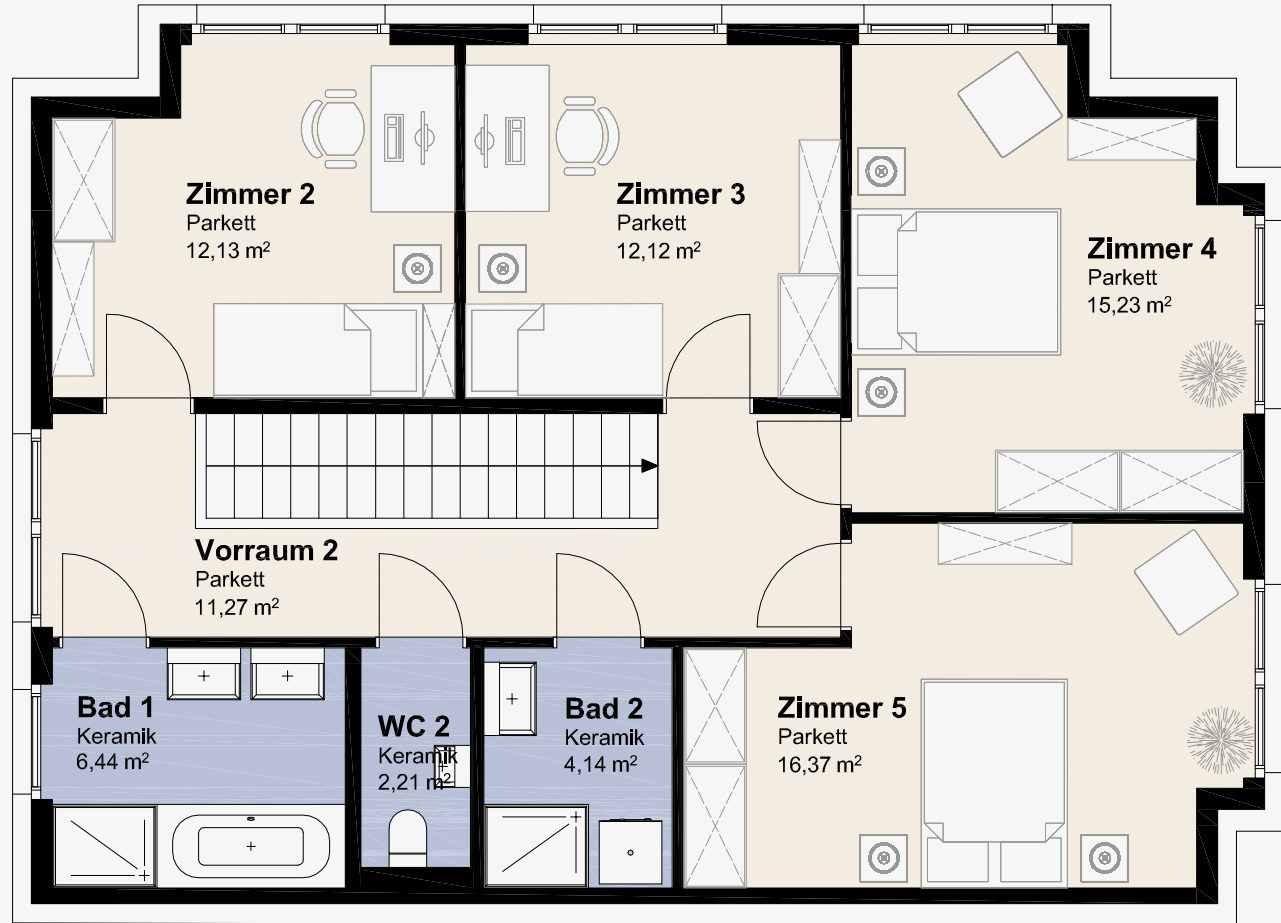 Zimmer 2
Parkett
12,13 m²
Zimmer 3
Parkett
12,12 m²
Zimmer 4
Parkett
15,23 m²
Vorraum 2
Parkett
11,27 m²
Bad 1
Keramik
6,44 m²
WC 2
Keramik
2,21 m²
Bad 2
Keramik
4,14 m²
Zimmer 5
Parkett
16,37 m²